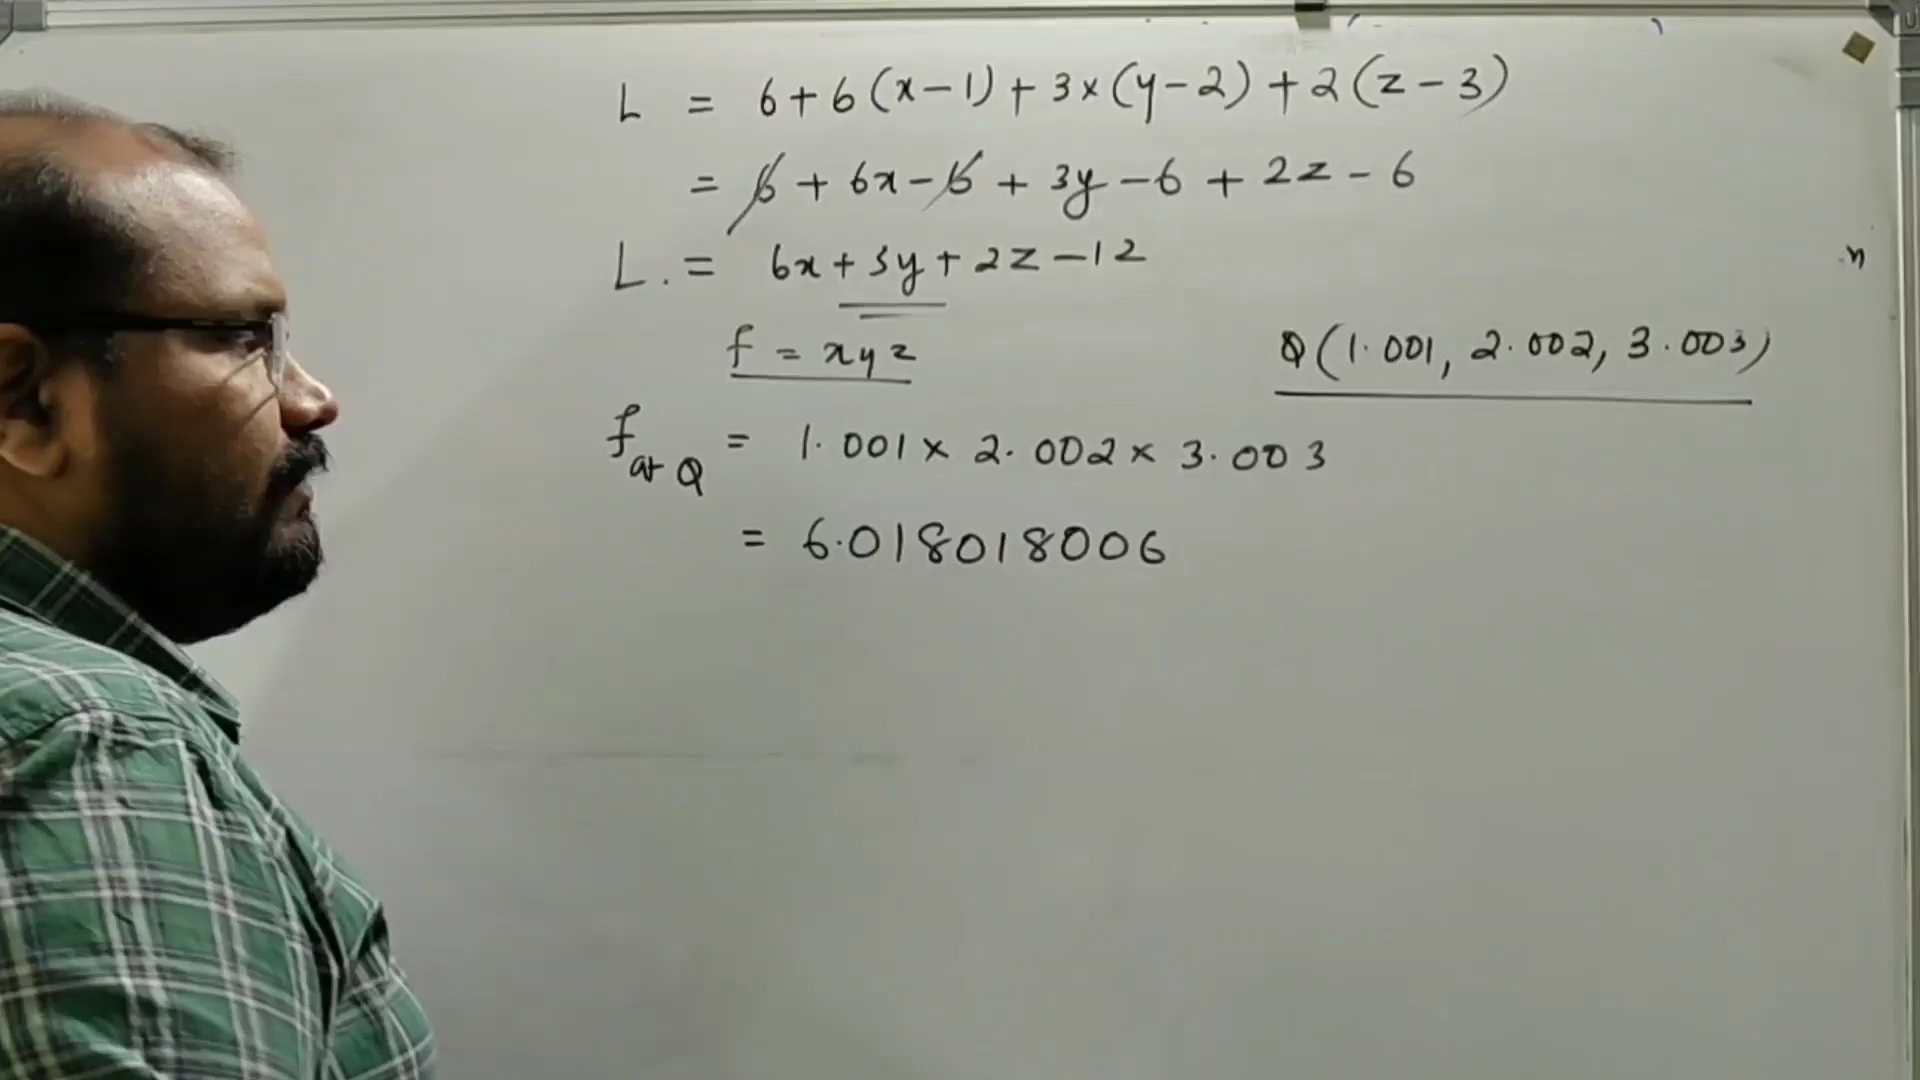 L = 6+6(x-1)+3×(y-2)+2(z-3)
= 6 + 6x-6 + 3y-6 + 2z-6
L. = 6x+3y+2z-12
f = xyz
Q(1.001, 2.002, 3.003)
f at Q = 1.001 × 2.002 × 3.003
= 6.018018006